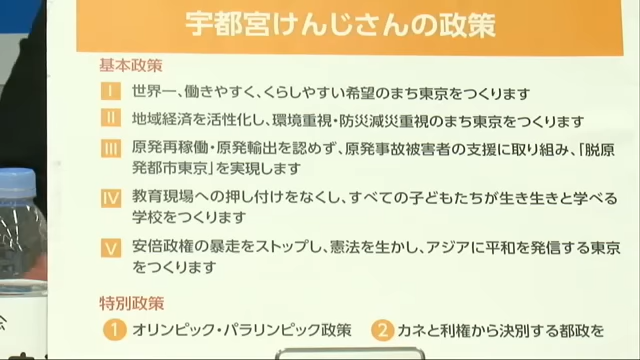 宇都宮けんじさんの政策
基本政策
I 世界一、働きやすく、くらしやすい希望のまち東京をつくります
II 地域経済を活性化し、環境重視・防災減災重視のまち東京をつくります
III 原発再稼働・原発輸出を認めず、原発事故被害者の支援に取り組み、「脱原
発都市東京」を実現します
IV 教育現場への押し付けをなくし、すべての子どもたちが生き生きと学べる
学校をつくります
V 安倍政権の暴走をストップし、憲法を生かし、アジアに平和を発信する東京
をつくります
特別政策
1 オリンピック・パラリンピック政策 2 カネと利権から決別する都政を